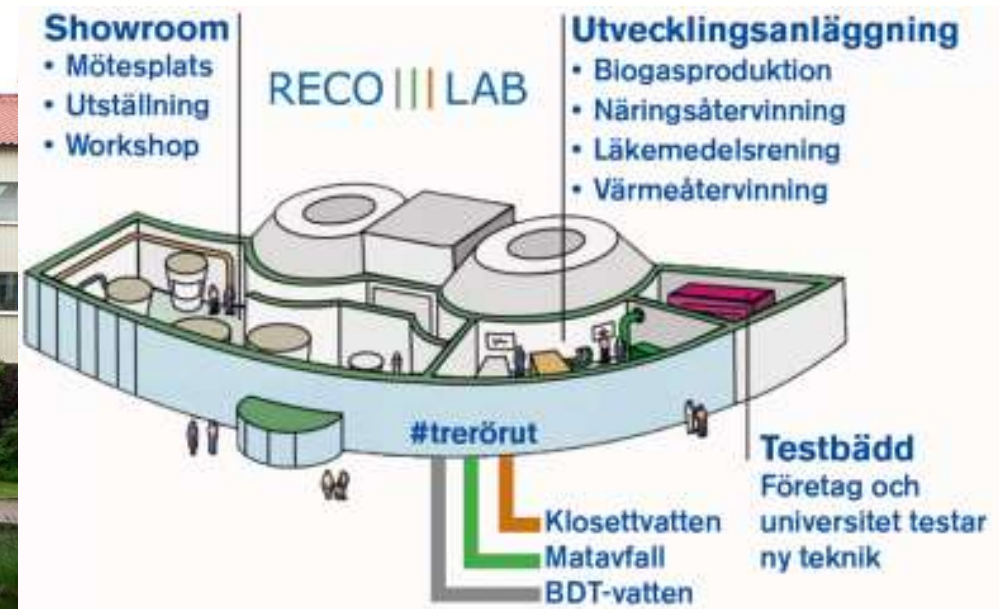 Showroom
• Mötesplats
• Utställning
• Workshop
RECO|||LAB
Utvecklingsanläggning
• Biogasproduktion
• Näringsåtervinning
• Läkemedelsrening
• Värmeåtervinning
#trerörut
Klosettvatten
Matavfall
BDT-vatten
Testbädd
Företag och
universitet testar
ny teknik